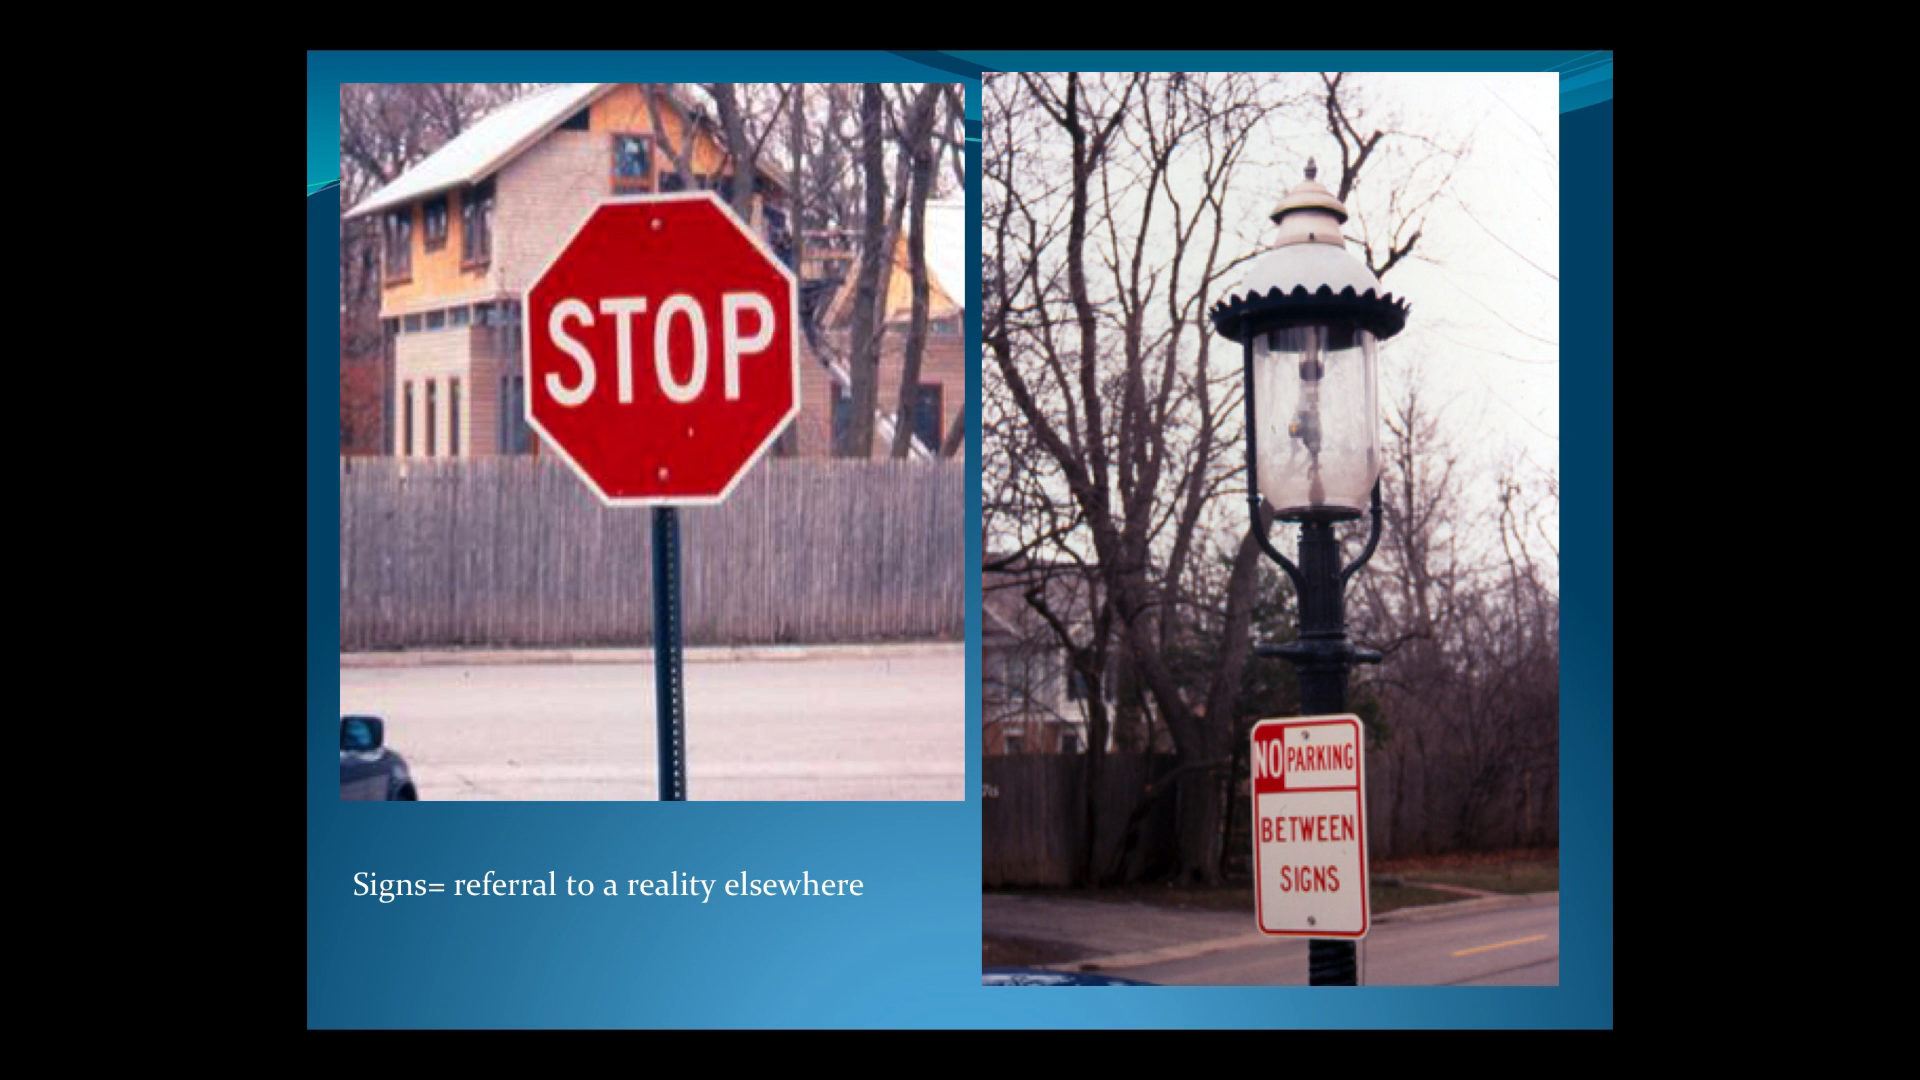 STOP
Signs= referral to a reality elsewhere
NO PARKING
BETWEEN
SIGNS